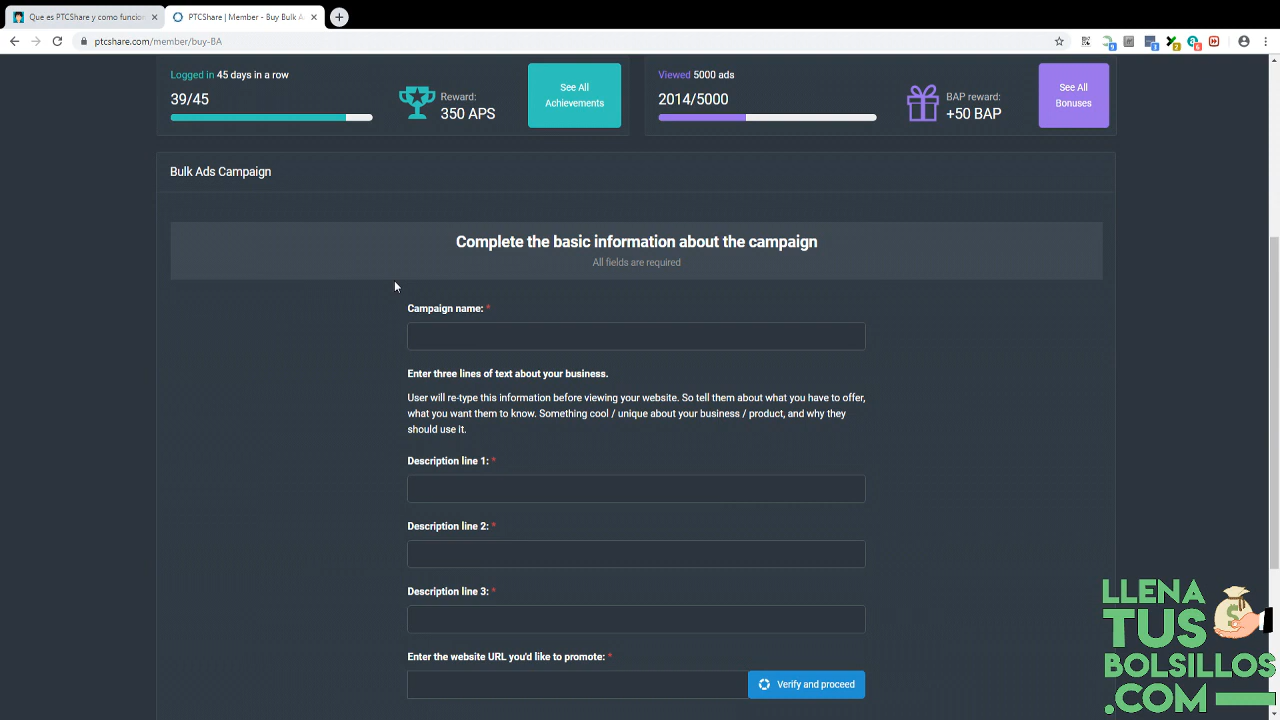 Que es PTCShare y como funcion
PTCShare | Member - Buy Bulk A
ptcshare.com/member/buy-BA
Logged in 45 days in a row
39/45
Reward:
350 APS
See All
Achievements
Viewed 5000 ads
2014/5000
BAP reward:
+50 BAP
See All
Bonuses
Bulk Ads Campaign
Complete the basic information about the campaign
All fields are required
Campaign name: *
Enter three lines of text about your business.
User will re-type this information before viewing your website. So tell them about what you have to offer,
what you want them to know. Something cool / unique about your business / product, and why they
should use it.
Description line 1: *
Description line 2: *
Description line 3: *
Enter the website URL you'd like to promote: *
Verify and proceed
LLENA
TUS
BOLSILLOS
.COM